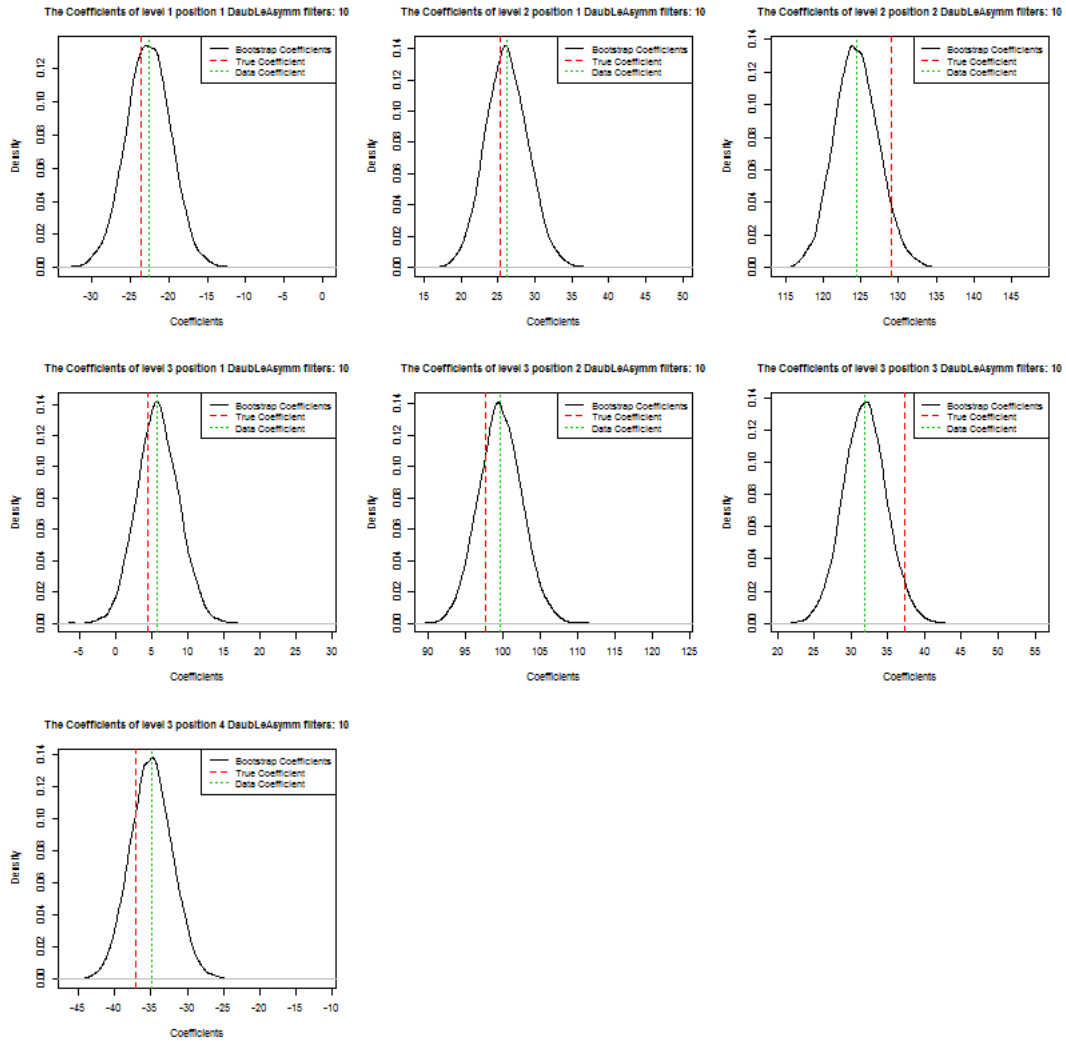 The Coefficients of level 1 position 1 DaubLeAsymm filters: 10
Bootstrap Coefficients
True Coefficient
Data Coefficient
Density
0.00 0.02 0.04 0.06 0.08 0.10 0.12
-30 -25 -20 -15 -10 -5 0
Coefficients
The Coefficients of level 2 position 1 DaubLeAsymm filters: 10
Bootstrap Coefficients
True Coefficient
Data Coefficient
Density
0.00 0.02 0.04 0.06 0.08 0.10 0.12 0.14
15 20 25 30 35 40 45 50
Coefficients
The Coefficients of level 2 position 2 DaubLeAsymm filters: 10
Bootstrap Coefficients
True Coefficient
Data Coefficient
Density
0.00 0.02 0.04 0.06 0.08 0.10 0.12 0.14
115 120 125 130 135 140 145
Coefficients
The Coefficients of level 3 position 1 DaubLeAsymm filters: 10
Bootstrap Coefficients
True Coefficient
Data Coefficient
Density
0.00 0.02 0.04 0.06 0.08 0.10 0.12 0.14
-5 0 5 10 15 20 25 30
Coefficients
The Coefficients of level 3 position 2 DaubLeAsymm filters: 10
Bootstrap Coefficients
True Coefficient
Data Coefficient
Density
0.00 0.02 0.04 0.06 0.08 0.10 0.12 0.14
90 95 100 105 110 115 120 125
Coefficients
The Coefficients of level 3 position 3 DaubLeAsymm filters: 10
Bootstrap Coefficients
True Coefficient
Data Coefficient
Density
0.00 0.02 0.04 0.06 0.08 0.10 0.12 0.14
20 25 30 35 40 45 50 55
Coefficients
The Coefficients of level 3 position 4 DaubLeAsymm filters: 10
Bootstrap Coefficients
True Coefficient
Data Coefficient
Density
0.00 0.02 0.04 0.06 0.08 0.10 0.12 0.14
-45 -40 -35 -30 -25 -20 -15 -10
Coefficients